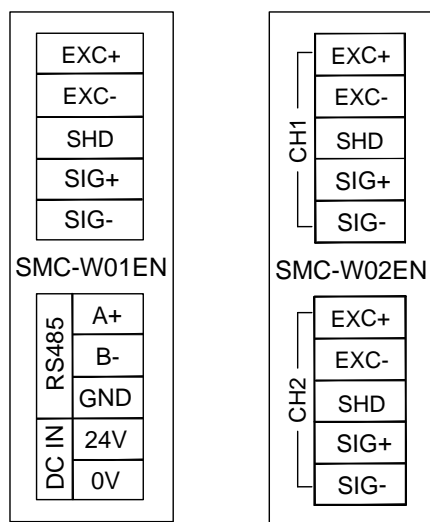 EXC+
EXC-
SHD
SIG+
SIG-
SMC-W01EN
RS485
A+
B-
GND
DC IN
24V
0V
CH1
EXC+
EXC-
SHD
SIG+
SIG-
SMC-W02EN
CH2
EXC+
EXC-
SHD
SIG+
SIG-